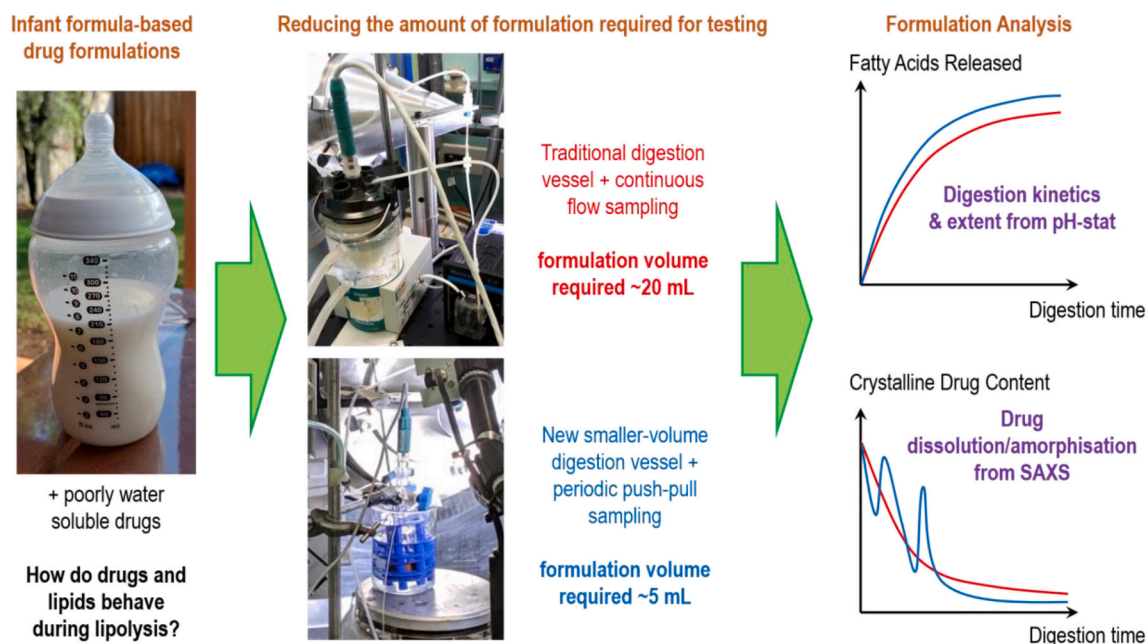 Infant formula-based
drug formulations
+ poorly water
soluble drugs
How do drugs and
lipids behave
during lipolysis?
Reducing the amount of formulation required for testing
Traditional digestion
vessel + continuous
flow sampling
formulation volume
required ~20 mL
New smaller-volume
digestion vessel +
periodic push-pull
sampling
formulation volume
required ~5 mL
Formulation Analysis
Fatty Acids Released
Digestion kinetics
& extent from pH-stat
Digestion time
Crystalline Drug Content
Drug
dissolution/amorphisation
from SAXS
Digestion time